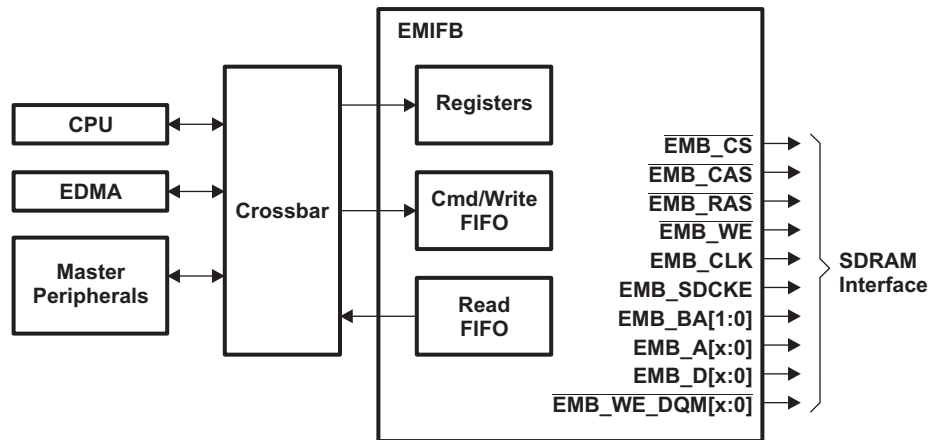 EMIFB
Registers
CPU
EDMA
Crossbar
Cmd/Write
FIFO
Master
Peripherals
Read
FIFO
EMB_CS
EMB_CAS
EMB_RAS
EMB_WE
EMB_CLK
EMB_SDCKE
EMB_BA[1:0]
EMB_A[x:0]
EMB_D[x:0]
EMB_WE_DQM[x:0]
SDRAM
Interface